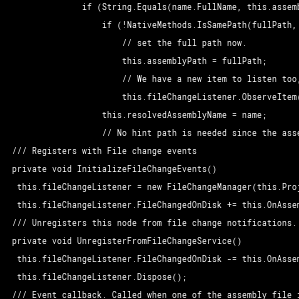 if (String.Equals(name.FullName, this.assemb
if (!NativeMethods.IsSamePath(fullPath,
// set the full path now.
this.assemblyPath = fullPath;
// We have a new item to listen too,
this.fileChangeListener.ObserveItem(
this.resolvedAssemblyName = name;
// No hint path is needed since the asse
/// Registers with File change events
private void InitializeFileChangeEvents()
this.fileChangeListener = new FileChangeManager(this.Proj
this.fileChangeListener.FileChangedOnDisk += this.OnAssem
/// Unregisters this node from file change notifications.
private void UnregisterFromFileChangeService()
this.fileChangeListener.FileChangedOnDisk -= this.OnAssem
this.fileChangeListener.Dispose();
/// Event callback. Called when one of the assembly file i